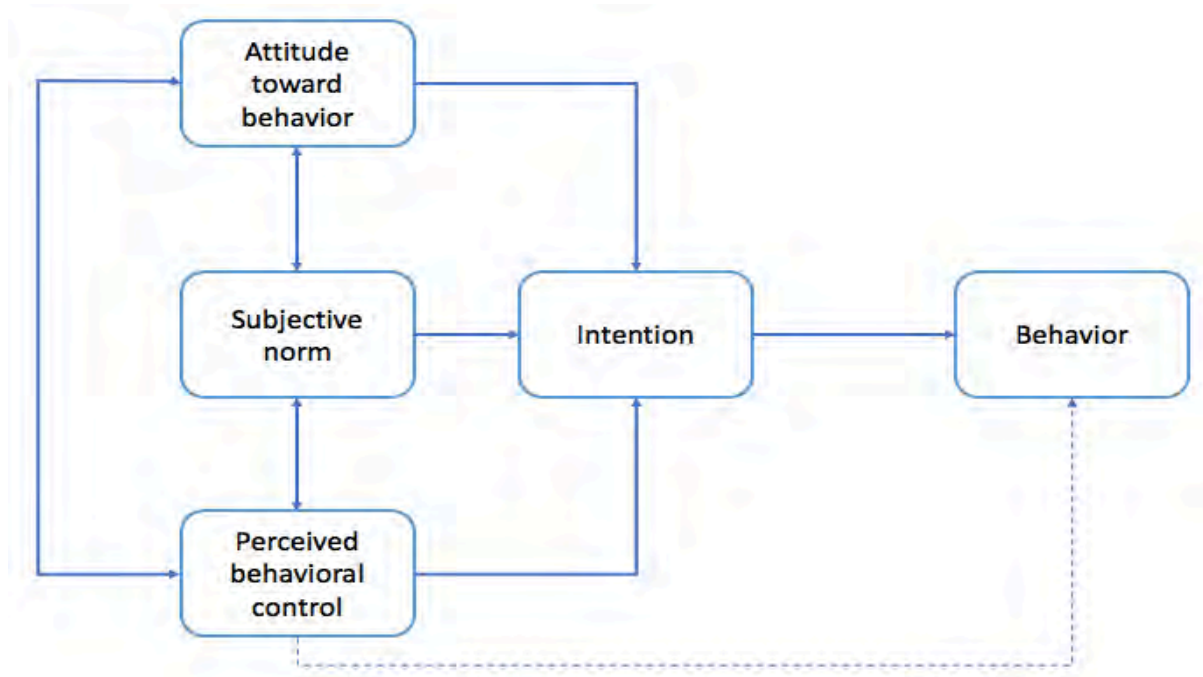 Attitude
toward
behavior
Subjective
norm
Intention
Behavior
Perceived
behavioral
control